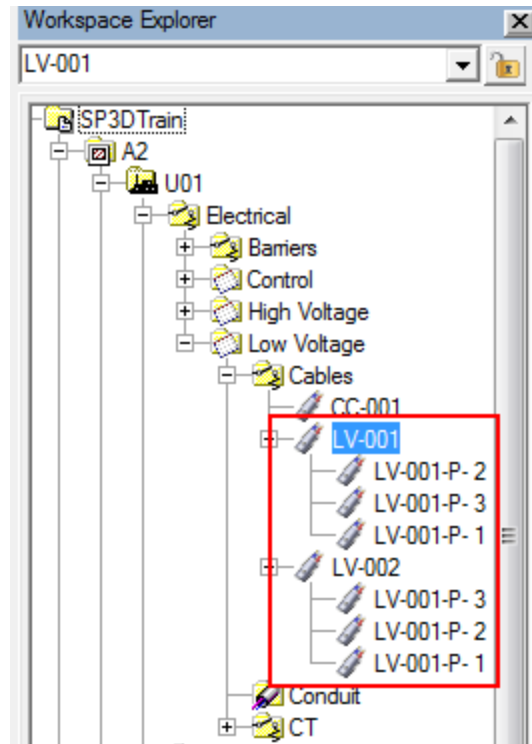 Workspace Explorer
LV-001
SP3DTrain
A2
U01
Electrical
Barriers
Control
High Voltage
Low Voltage
Cables
CC-001
LV-001
LV-001-P- 2
LV-001-P- 3
LV-001-P- 1
LV-002
LV-001-P- 3
LV-001-P- 2
LV-001-P- 1
Conduit
CT